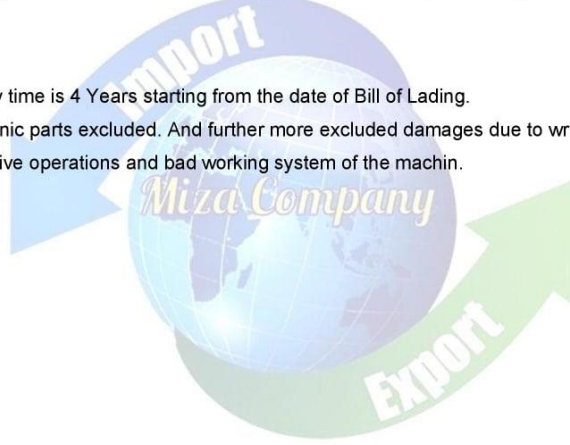 Import
y time is 4 Years starting from the date of Bill of Lading.
nic parts excluded. And further more excluded damages due to wr
ive operations and bad working system of the machin.
Miza Company
Export